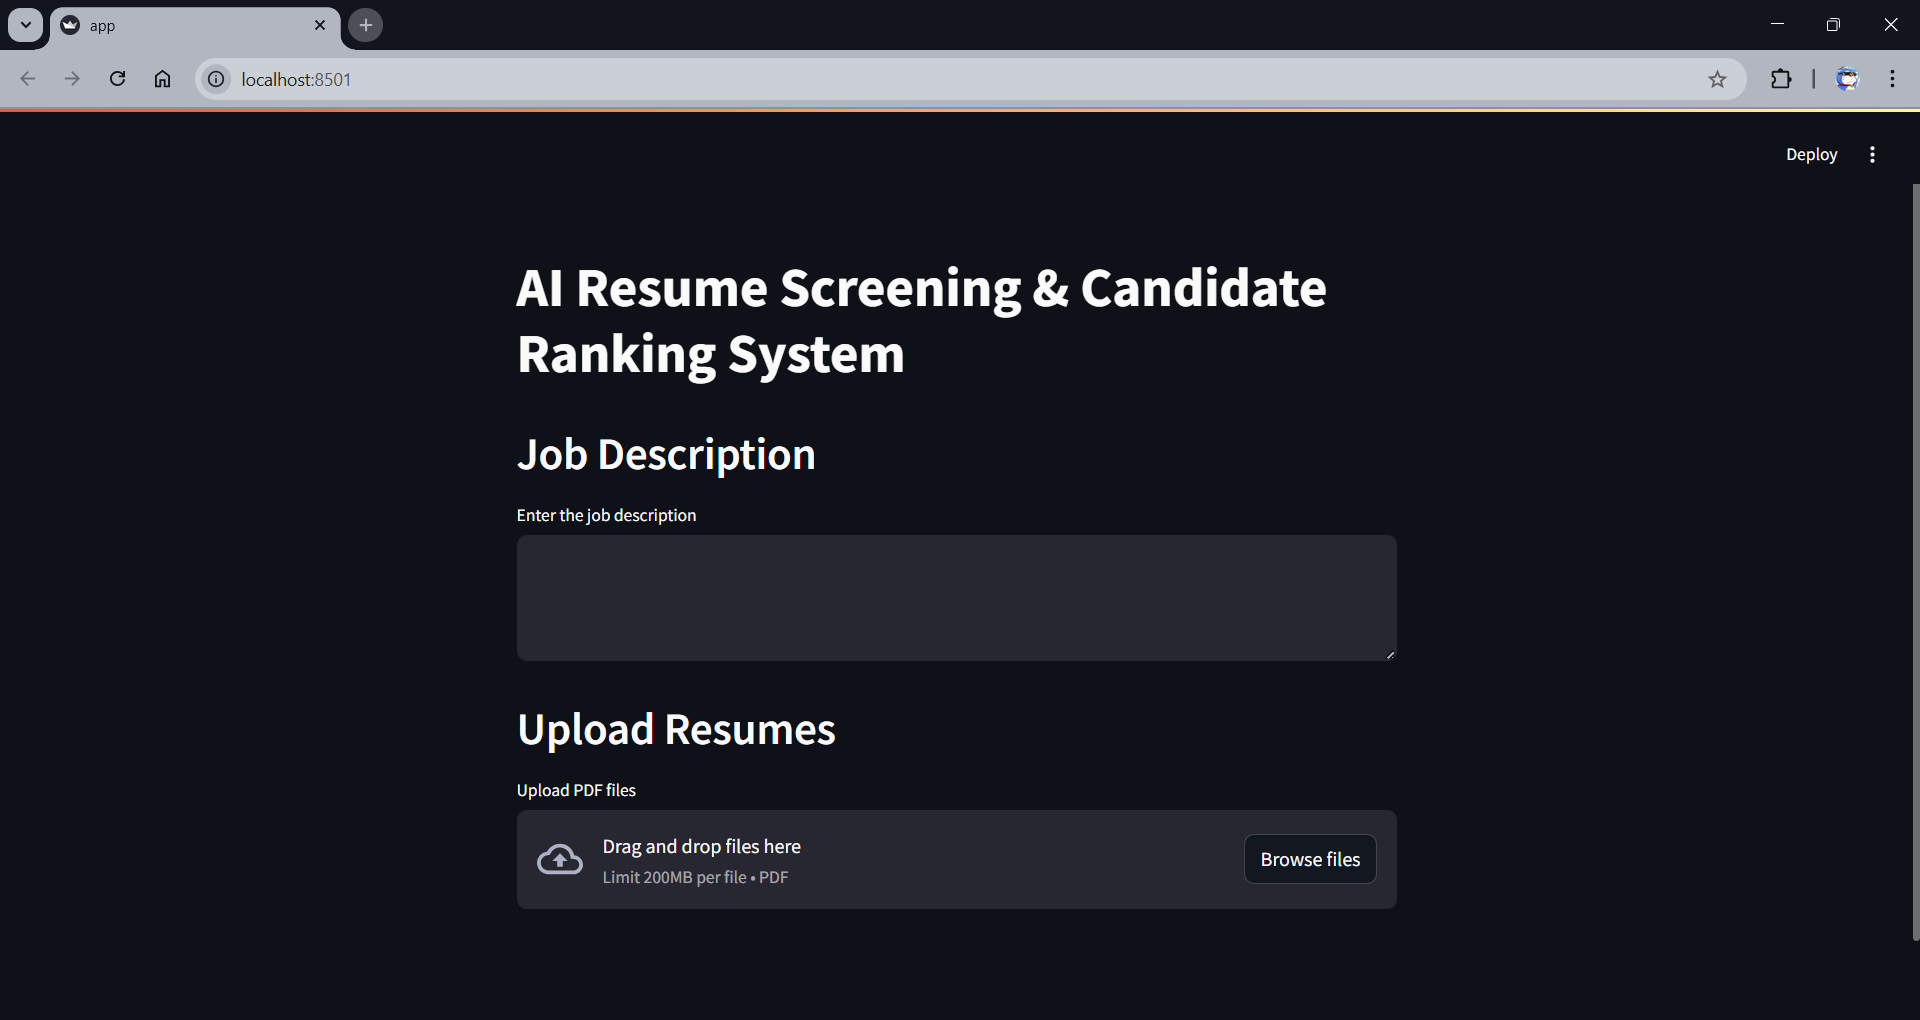 app
localhost:8501
Deploy
AI Resume Screening & Candidate
Ranking System
Job Description
Enter the job description
Upload Resumes
Upload PDF files
Drag and drop files here
Limit 200MB per file • PDF
Browse files